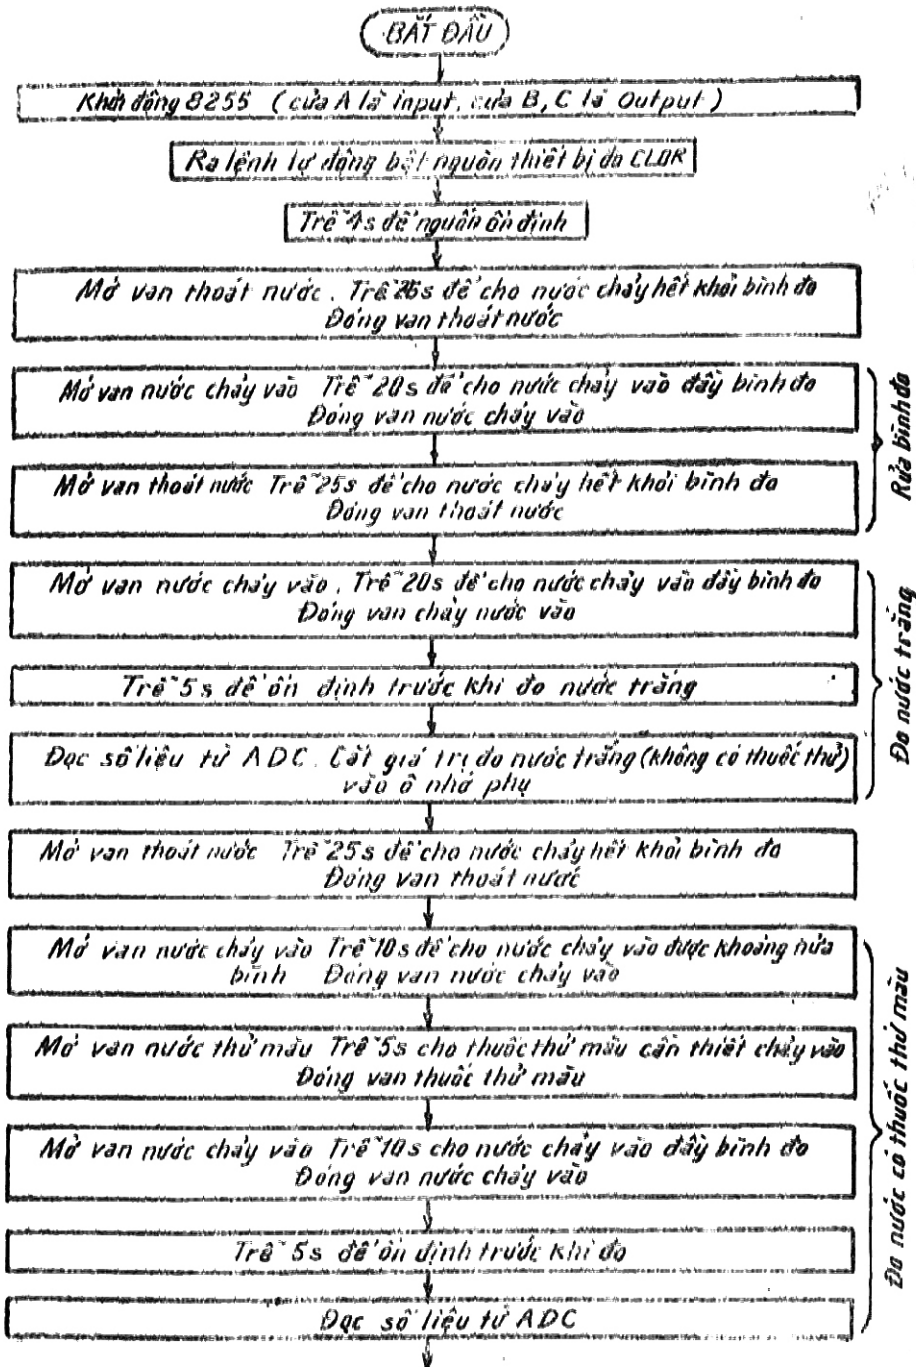 BẮT ĐẦU
Khởi động 8255 (cửa A là input, cửa B, C là Output)
Ra lệnh tự động bật nguồn thiết bị đo CLOR
Trễ 4s để nguồn ổn định
Mở van thoát nước. Trễ 25s để cho nước chảy hết khỏi bình đo
Đóng van thoát nước
Mở van nước chảy vào Trễ 20s để cho nước chảy vào đầy bình đo
Đóng van nước chảy vào
Mở van thoát nước Trễ 25s để cho nước chảy hết khỏi bình đo
Đóng van thoát nước
Rửa bình đo
Mở van nước chảy vào. Trễ 20s để cho nước chảy vào đầy bình đo
Đóng van chảy nước vào
Trễ 5s để ổn định trước khi đo nước trắng
Đọc số liệu từ ADC. Cất giá trị đo nước trắng (không có thuốc thử)
vào ô nhớ phụ
Đo nước trắng
Mở van thoát nước Trễ 25s để cho nước chảy hết khỏi bình đo
Đóng van thoát nước
Mở van nước chảy vào Trễ 10s để cho nước chảy vào được khoảng nửa
bình Đóng van nước chảy vào
Mở van nước thử mầu Trễ 5s cho thuốc thử mầu cần thiết chảy vào
Đóng van thuốc thử mầu
Mở van nước chảy vào Trễ 10s cho nước chảy vào đầy bình đo
Đóng van nước chảy vào
Trễ 5s để ổn định trước khi đo
Đọc số liệu từ ADC
Đo nước có thuốc thử mầu